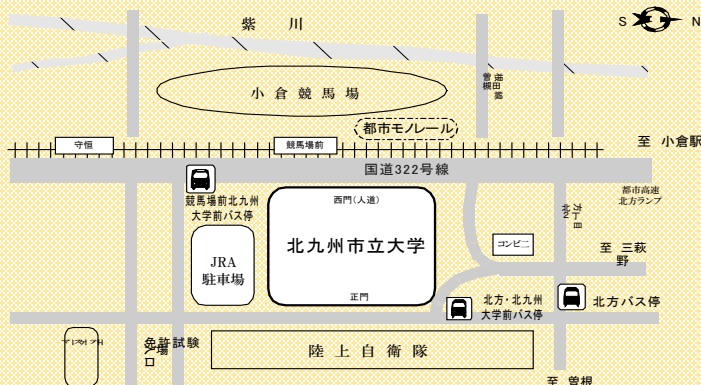 紫 川
S N
小倉競馬場
都市モノレール
至 小倉駅
守恒
競馬場前
国道322号線
都市高速
北方ランプ
競馬場前北九州
大学前バス停
西門(人道)
北九州市立大学
正門
JRA
駐車場
コンビニ
至 三萩
野
北方・北九州
大学前バス停
北方バス停
免許試験
場入口
陸上自衛隊
至 曽根